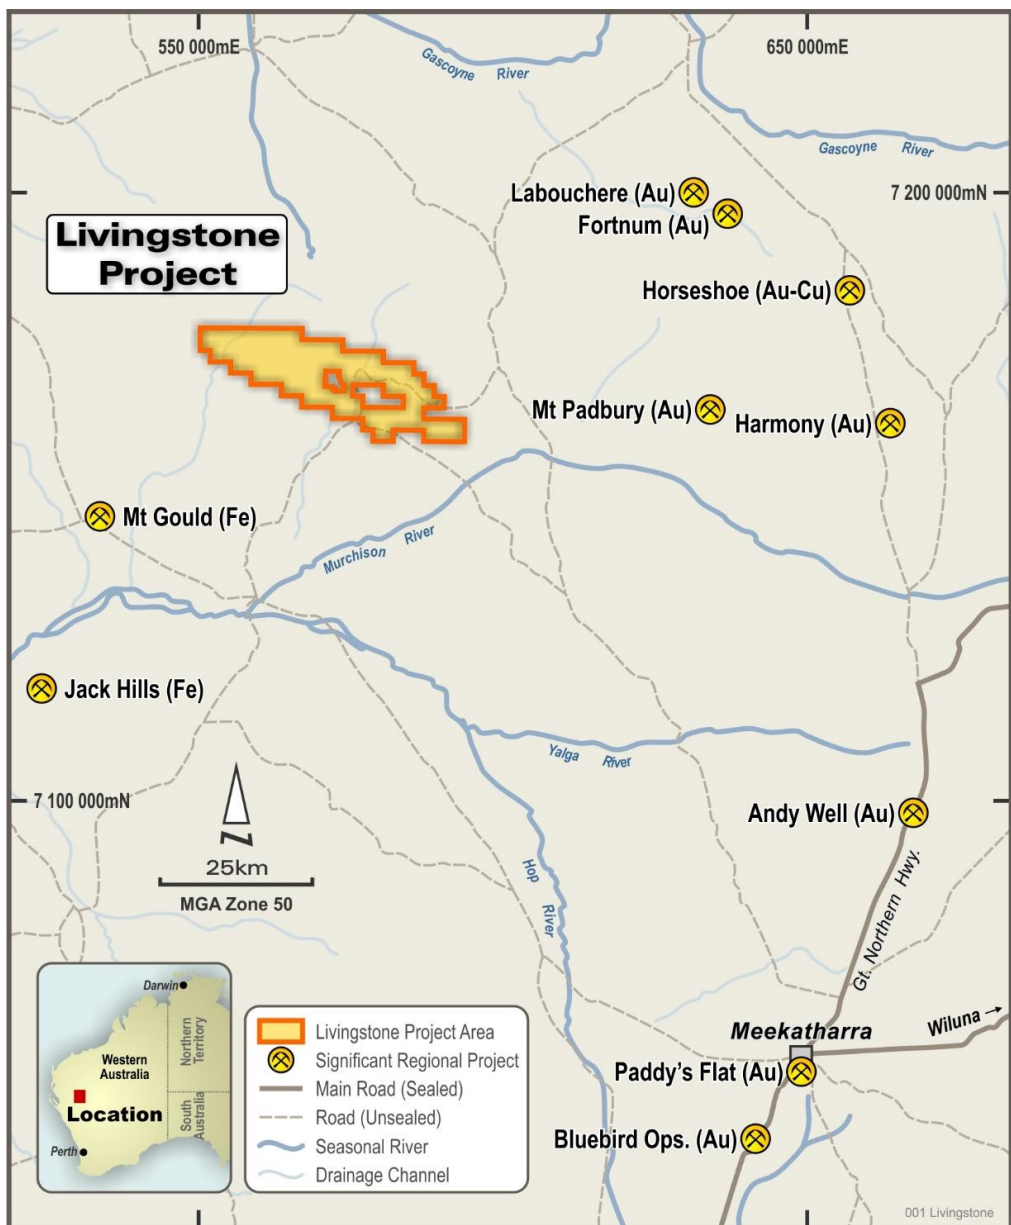 550 000mE
650 000mE
Gascoyne River
Gascoyne River
7 200 000mN
Labouchere (Au)
Fortnum (Au)
Livingstone
Project
Horseshoe (Au-Cu)
Mt Padbury (Au)
Harmony (Au)
Mt Gould (Fe)
Murchison River
Jack Hills (Fe)
Yalga River
7 100 000mN
Andy Well (Au)
N
25km
MGA Zone 50
Hop River
Gt. Northern Hwy.
Darwin
Northern
Territory
Western
Australia
Location
South
Australia
Perth
Livingstone Project Area
Significant Regional Project
Main Road (Sealed)
Road (Unsealed)
Seasonal River
Drainage Channel
Meekatharra
Wiluna →
Paddy's Flat (Au)
Bluebird Ops. (Au)
001 Livingstone